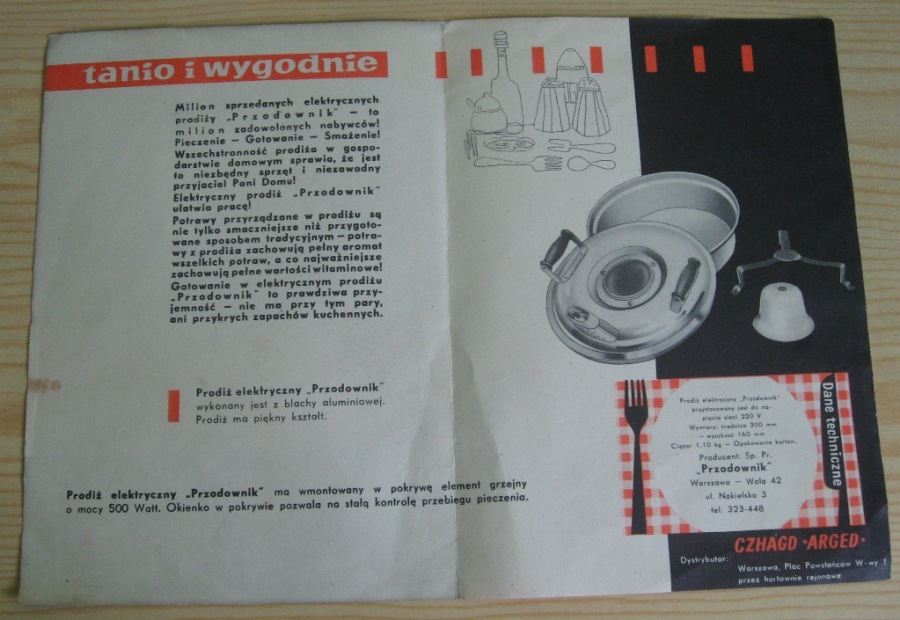 tanio i wygodnie
Milion sprzedanych elektrycznych
prodiży „Przodownik" — to
milion zadowolonych nabywców!
Pieczenie — Gotowanie — Smażenie!
Wszechstronność prodiża w gospo-
darstwie domowym sprawia, że jest
to niezbędny sprzęt i niezawodny
przyjaciel Pani Domu!
Elektryczny prodiż „Przodownik"
ułatwia pracę!
Potrawy przyrządzane w prodiżu są
nie tylko smaczniejsze niż przygoto-
wane sposobem tradycyjnym — potra-
wy z prodiża zachowują pełny aromat
wszelkich potraw, a co najważniejsze
zachowują pełne wartości witaminowe!
Gotowanie w elektrycznym prodiżu
„Przodownik" to prawdziwa przy-
jemność — nie ma przy tym pary,
ani przykrych zapachów kuchennych.
Prodiż elektryczny „Przodownik"
wykonany jest z blachy aluminiowej.
Prodiż ma piękny kształt.
Prodiż elektryczny „Przodownik" ma wmontowany w pokrywę element grzejny
o mocy 500 Watt. Okienko w pokrywie pozwala na stałą kontrolę przebiegu pieczenia.
Dane techniczne
Prodiż elektryczny „Przodownik"
przystosowany jest do na-
pięcia sieci 220 V
Wymiary: średnica 300 mm
— wysokość 160 mm
Ciężar 1,10 kg — Opakowanie karton.
Producent: Sp. Pr.
„Przodownik"
Warszawa — Wola 42
ul. Nakielska 3
tel. 323-448
CZHAGD ·ARGED·
Dystrybutor:
Warszawa, Plac Powstańców W-wy 1
przez hurtownie rejonowe